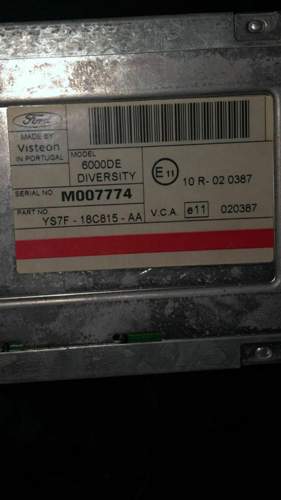 Ford
MADE BY
Visteon
IN PORTUGAL
MODEL
6000DE
DIVERSITY
SERIAL NO
M007774
PART NO
YS7F - 18C815 - AA
E11
10 R - 02 0387
V.C.A. e11 020387